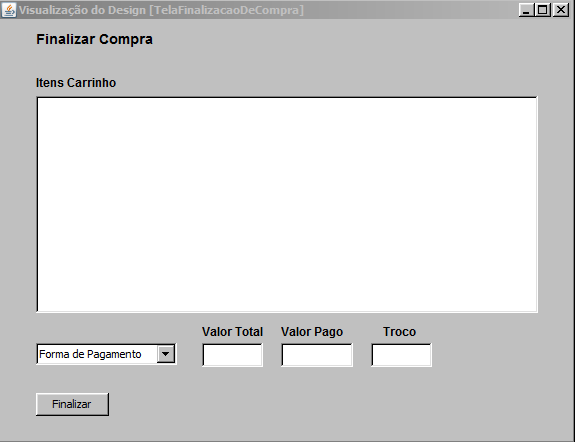 Visualização do Design [TelaFinalizacaoDeCompra]
Finalizar Compra
Itens Carrinho
Valor Total Valor Pago Troco
Forma de Pagamento
Finalizar